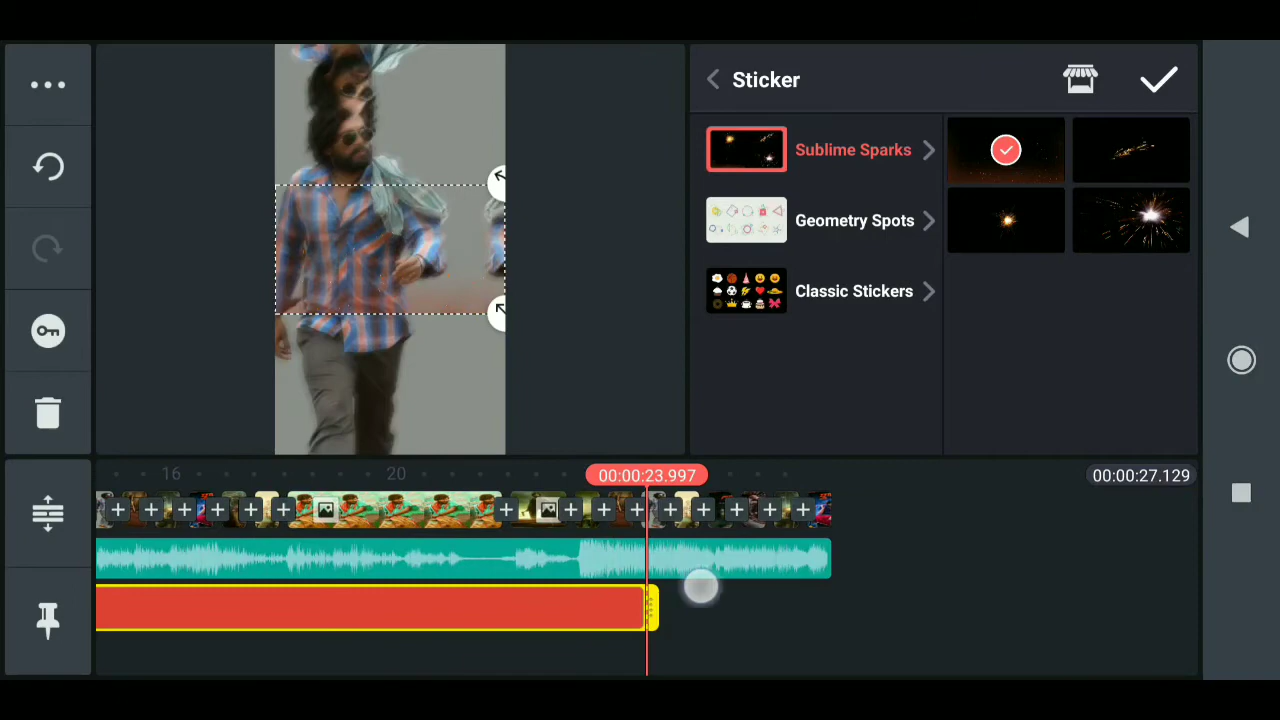 Sticker
Sublime Sparks
Geometry Spots
Classic Stickers
16
20
00:00:23.997
00:00:27.129